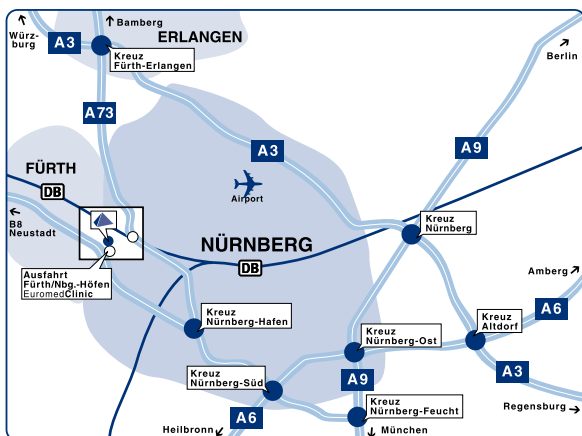 Bamberg
Würz-
burg
A3
ERLANGEN
Kreuz
Fürth-Erlangen
Berlin
A73
A3
A9
FÜRTH
DB
Airport
B8
Neustadt
NÜRNBERG
DB
Kreuz
Nürnberg
Ausfahrt
Fürth/Nbg.-Höfen
EuromedClinic
Amberg
Kreuz
Nürnberg-Hafen
Kreuz
Altdorf
A6
Kreuz
Nürnberg-Ost
A3
Kreuz
Nürnberg-Süd
A9
Kreuz
Nürnberg-Feucht
Regensburg
A6
Heilbronn
München